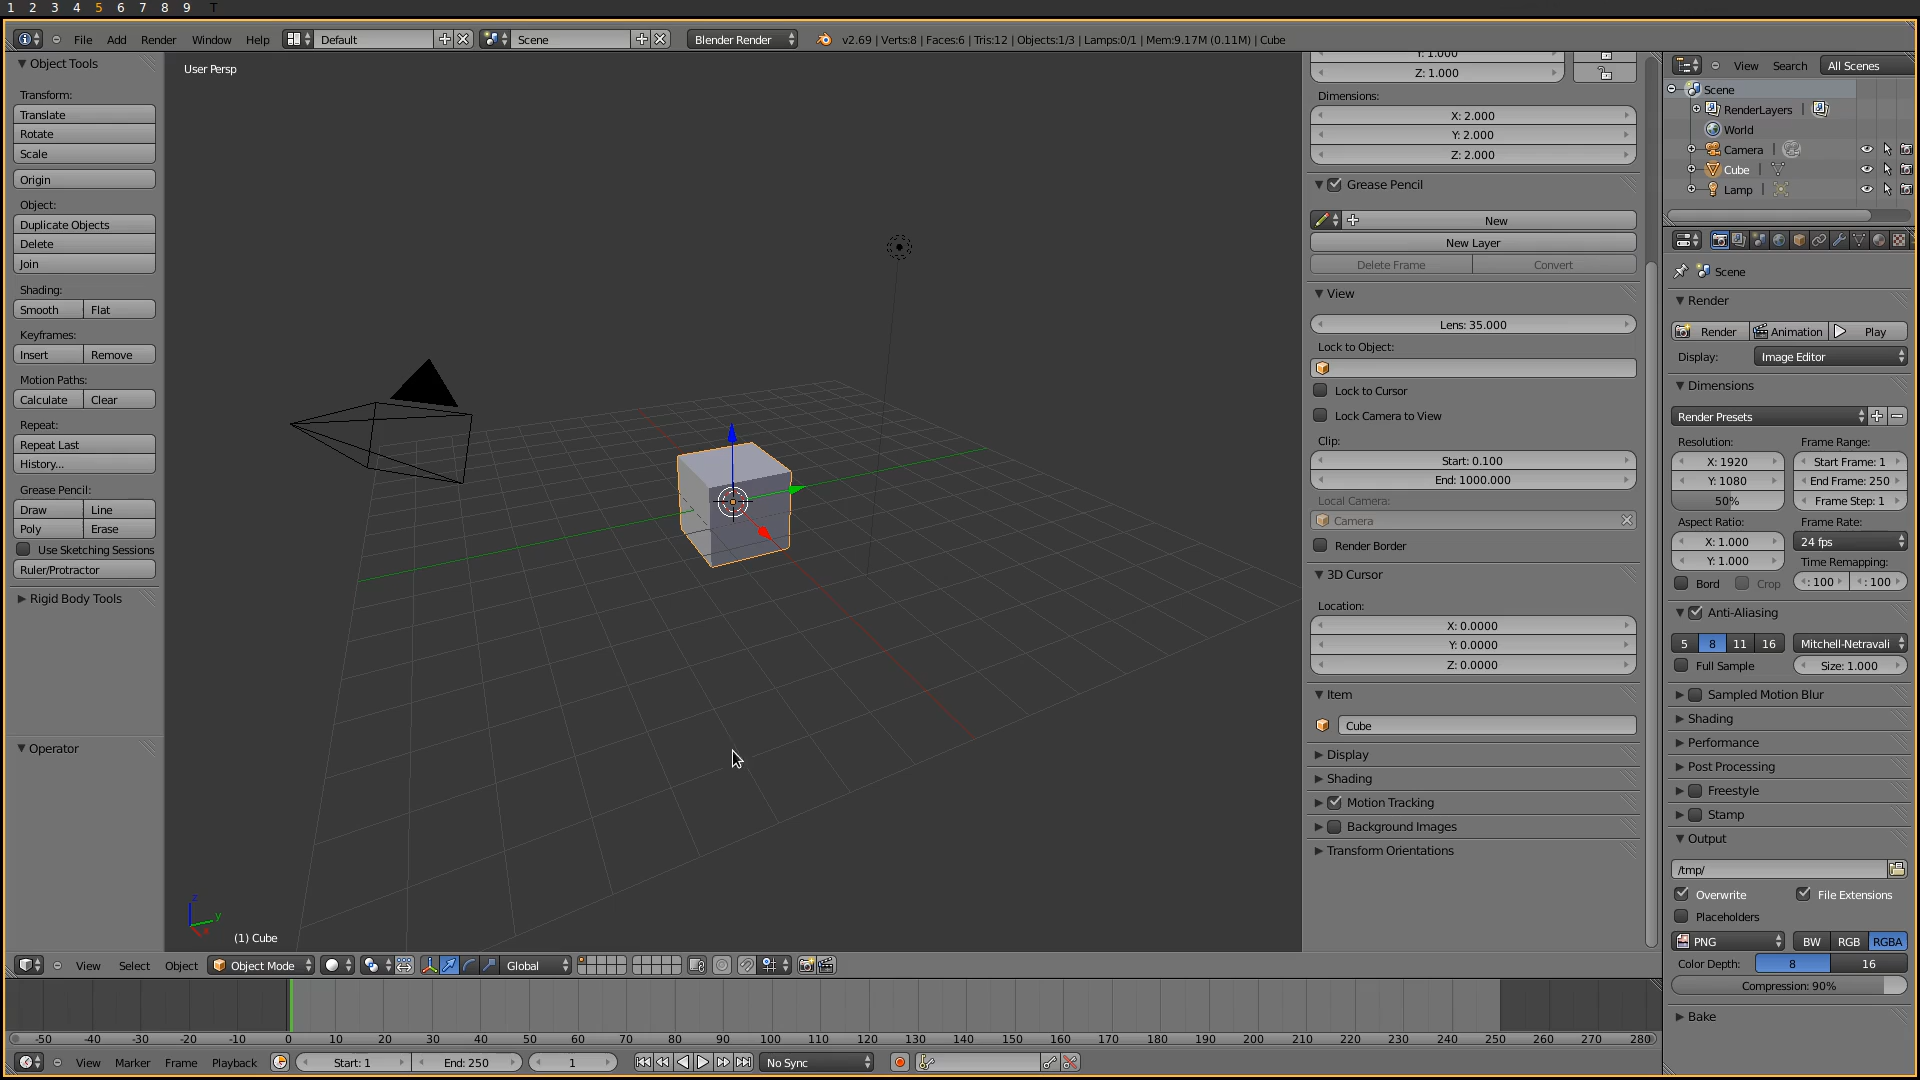 1 2 3 4 5 6 7 8 9 T
File Add Render Window Help Default Scene Blender Render v2.69 | Verts:8 | Faces:6 | Tris:12 | Objects:1/3 | Lamps:0/1 | Mem:9.17M (0.11M) | Cube
Object Tools
Transform:
Translate
Rotate
Scale
Origin
Object:
Duplicate Objects
Delete
Join
Shading:
Smooth Flat
Keyframes:
Insert Remove
Motion Paths:
Calculate Clear
Repeat:
Repeat Last
History...
Grease Pencil:
Draw Line
Poly Erase
Use Sketching Sessions
Ruler/Protractor
Rigid Body Tools
Operator
User Persp
z
y
x
(1) Cube
Y: 1.000
Z: 1.000
Dimensions:
X: 2.000
Y: 2.000
Z: 2.000
Grease Pencil
New
New Layer
Delete Frame Convert
View
Lens: 35.000
Lock to Object:
Lock to Cursor
Lock Camera to View
Clip:
Start: 0.100
End: 1000.000
Local Camera:
Camera
Render Border
3D Cursor
Location:
X: 0.0000
Y: 0.0000
Z: 0.0000
Item
Cube
Display
Shading
Motion Tracking
Background Images
Transform Orientations
View Search All Scenes
Scene
RenderLayers
World
Camera
Cube
Lamp
Scene
Render
Render Animation Play
Display: Image Editor
Dimensions
Render Presets
Resolution: Frame Range:
X: 1920 Start Frame: 1
Y: 1080 End Frame: 250
50% Frame Step: 1
Aspect Ratio: Frame Rate:
X: 1.000 24 fps
Y: 1.000 Time Remapping:
Bord Crop : 100 : 100
Anti-Aliasing
5 8 11 16 Mitchell-Netravali
Full Sample Size: 1.000
Sampled Motion Blur
Shading
Performance
Post Processing
Freestyle
Stamp
Output
/tmp/
Overwrite File Extensions
Placeholders
PNG BW RGB RGBA
Color Depth: 8 16
Compression: 90%
Bake
View Select Object Object Mode Global
-50 -40 -30 -20 -10 0 10 20 30 40 50 60 70 80 90 100 110 120 130 140 150 160 170 180 190 200 210 220 230 240 250 260 270 280
View Marker Frame Playback Start: 1 End: 250 1 No Sync